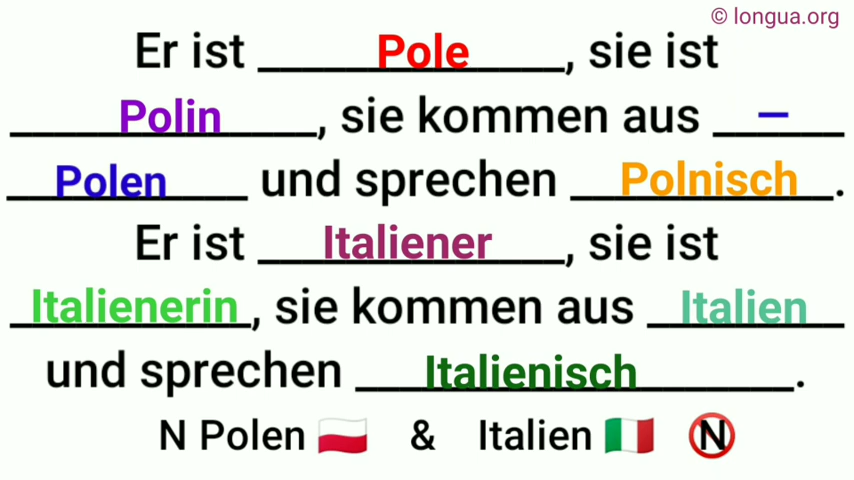 © longua.org
Er ist Pole, sie ist
Polin, sie kommen aus –
Polen und sprechen Polnisch.
Er ist Italiener, sie ist
Italienerin, sie kommen aus Italien
und sprechen Italienisch.
N Polen & Italien N